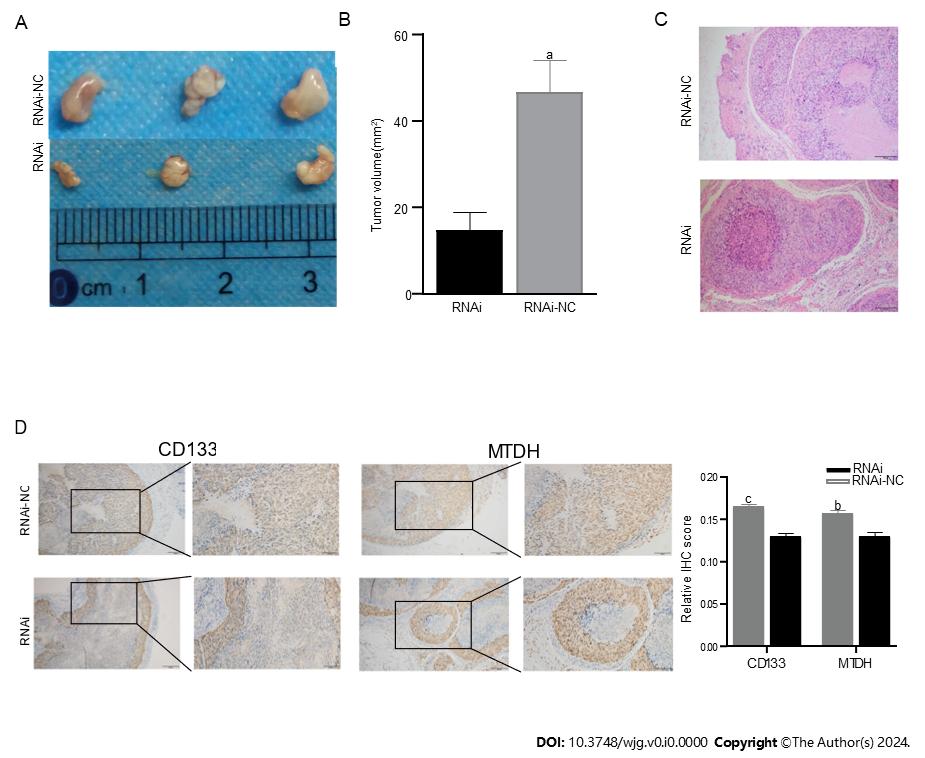 A
RNAi-NC
RNAi
0 cm 1 2 3
B
60
40
20
0
Tumor volume(mm²)
a
RNAi
RNAi-NC
C
RNAi-NC
RNAi
D
CD133
MTDH
RNAi-NC
RNAi
RNAi
RNAi-NC
0.20
0.15
0.10
0.05
0.00
Relative IHC score
c
b
CD133
MTDH
DOI: 10.3748/wjg.v0.i0.0000 Copyright ©The Author(s) 2024.